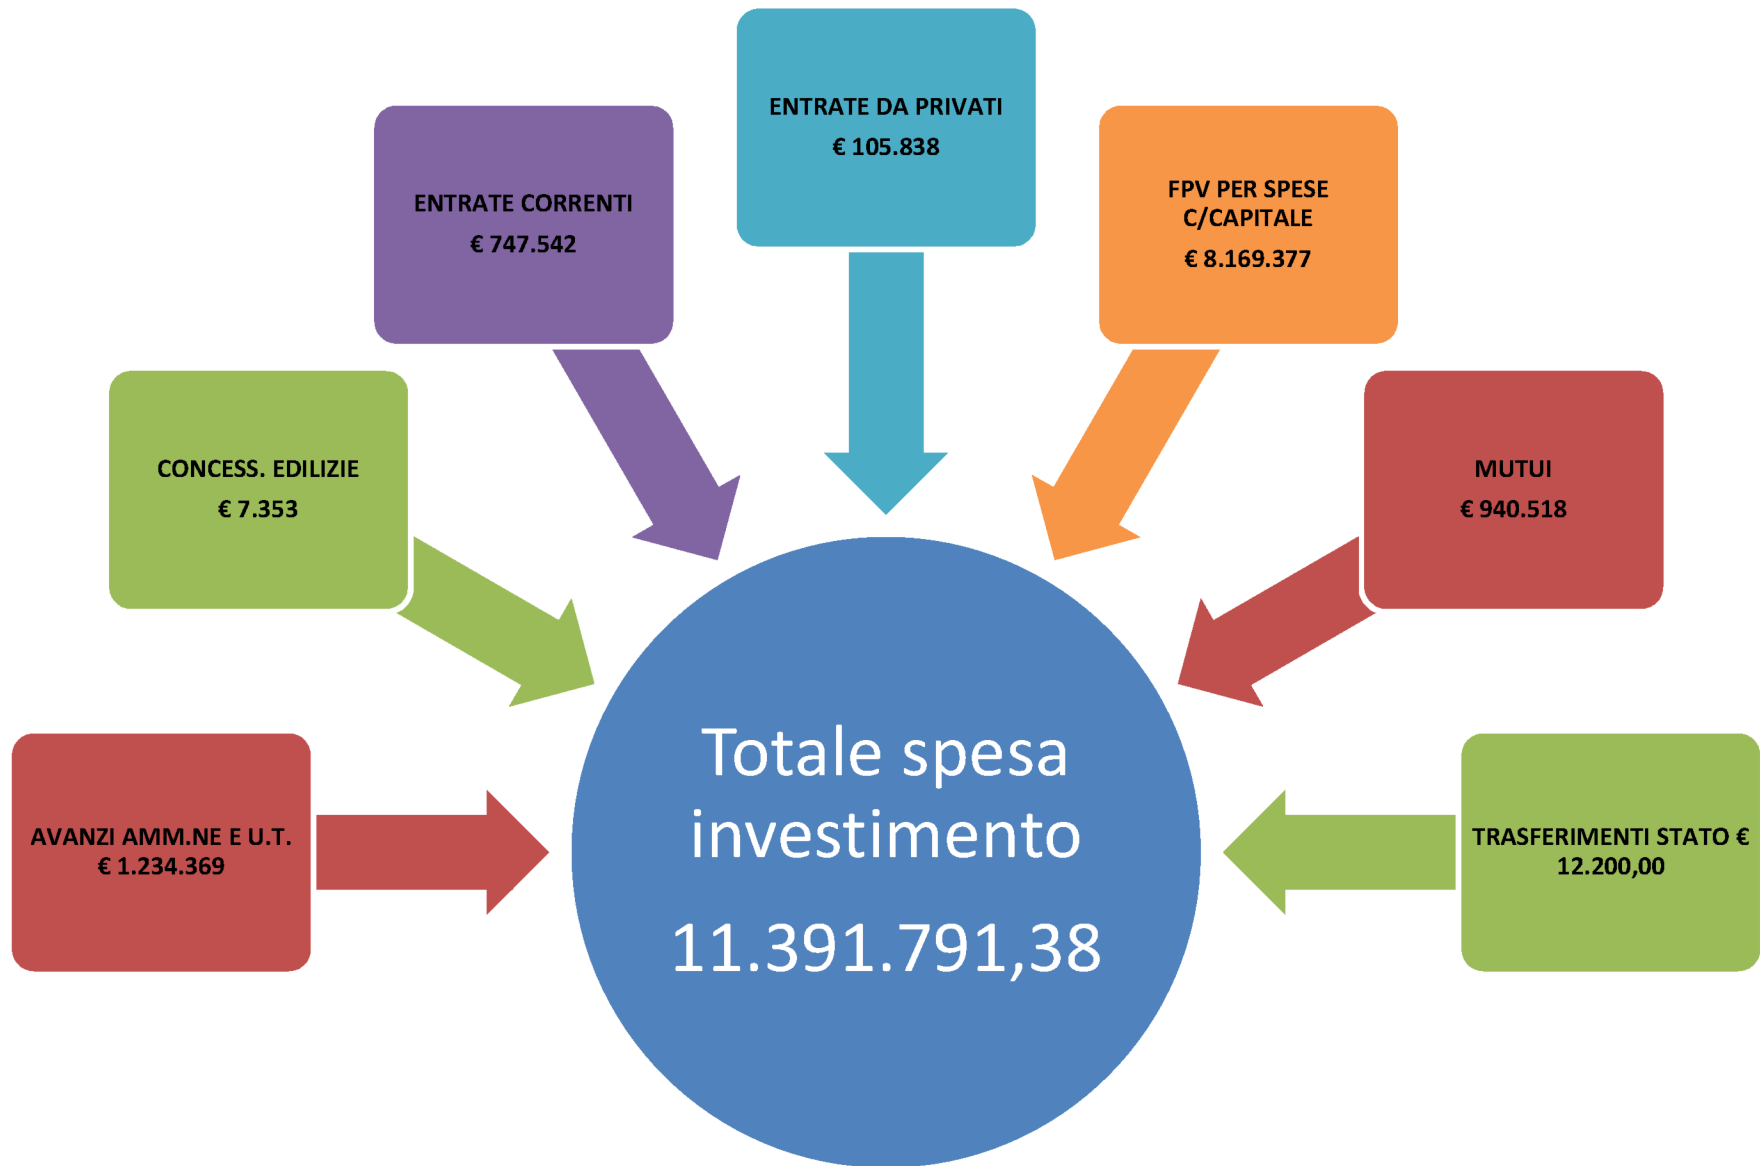 ENTRATE DA PRIVATI
€ 105.838
ENTRATE CORRENTI
€ 747.542
FPV PER SPESE
C/CAPITALE
€ 8.169.377
CONCESS. EDILIZIE
€ 7.353
MUTUI
€ 940.518
AVANZI AMM.NE E U.T.
€ 1.234.369
TRASFERIMENTI STATO €
12.200,00
Totale spesa
investimento
11.391.791,38